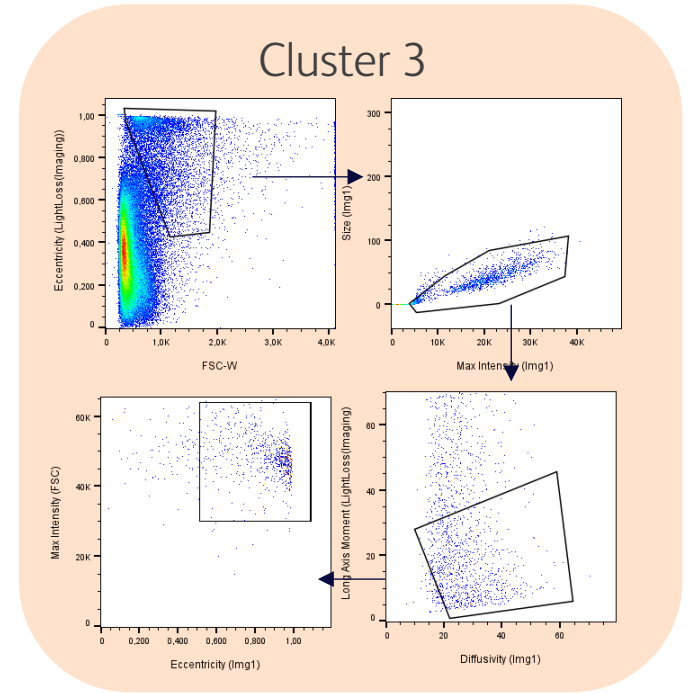 Cluster 3
Eccentricity (LightLoss(Imaging))
1,00
0,800
0,600
0,400
0,200
0
0 1,0K 2,0K 3,0K 4,0K
FSC-W
Size (Img1)
300
200
100
0
0 10K 20K 30K 40K
Max Intensity (Img1)
Max Intensity (FSC)
60K
40K
20K
0
0 0,200 0,400 0,600 0,800 1,00
Eccentricity (Img1)
Long Axis Moment (LightLoss(Imaging)
60
40
20
0
0 20 40 60
Diffusivity (Img1)